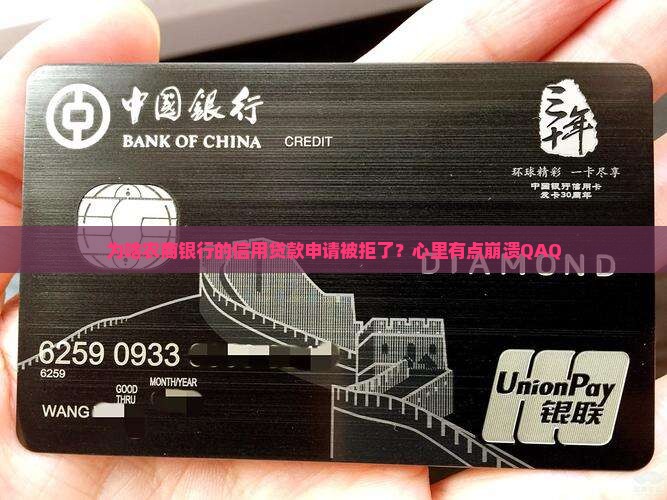 中國銀行
BANK OF CHINA
CREDIT
三十年
环球精彩 一卡尽享
中国银行信用卡
发卡30周年
为啥农商银行的信用贷款申请被拒了？心里有点崩溃QAQ
DIAMOND
6259 0933
6259
GOOD THRU
MONTH/YEAR
WANG
UnionPay
银联